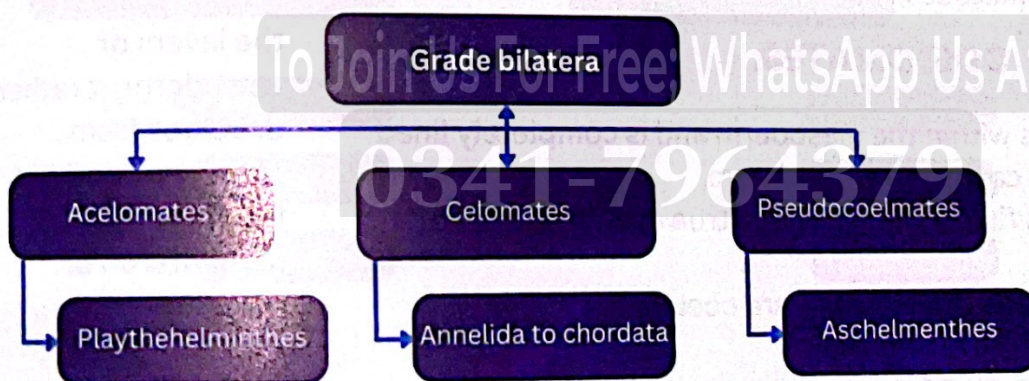 To Join Us For Free; WhatsApp Us A
Grade bilatera
0341-7964379
Acelomates
Celomates
Pseudocoelmates
Playthehelminthes
Annelida to chordata
Aschelmenthes